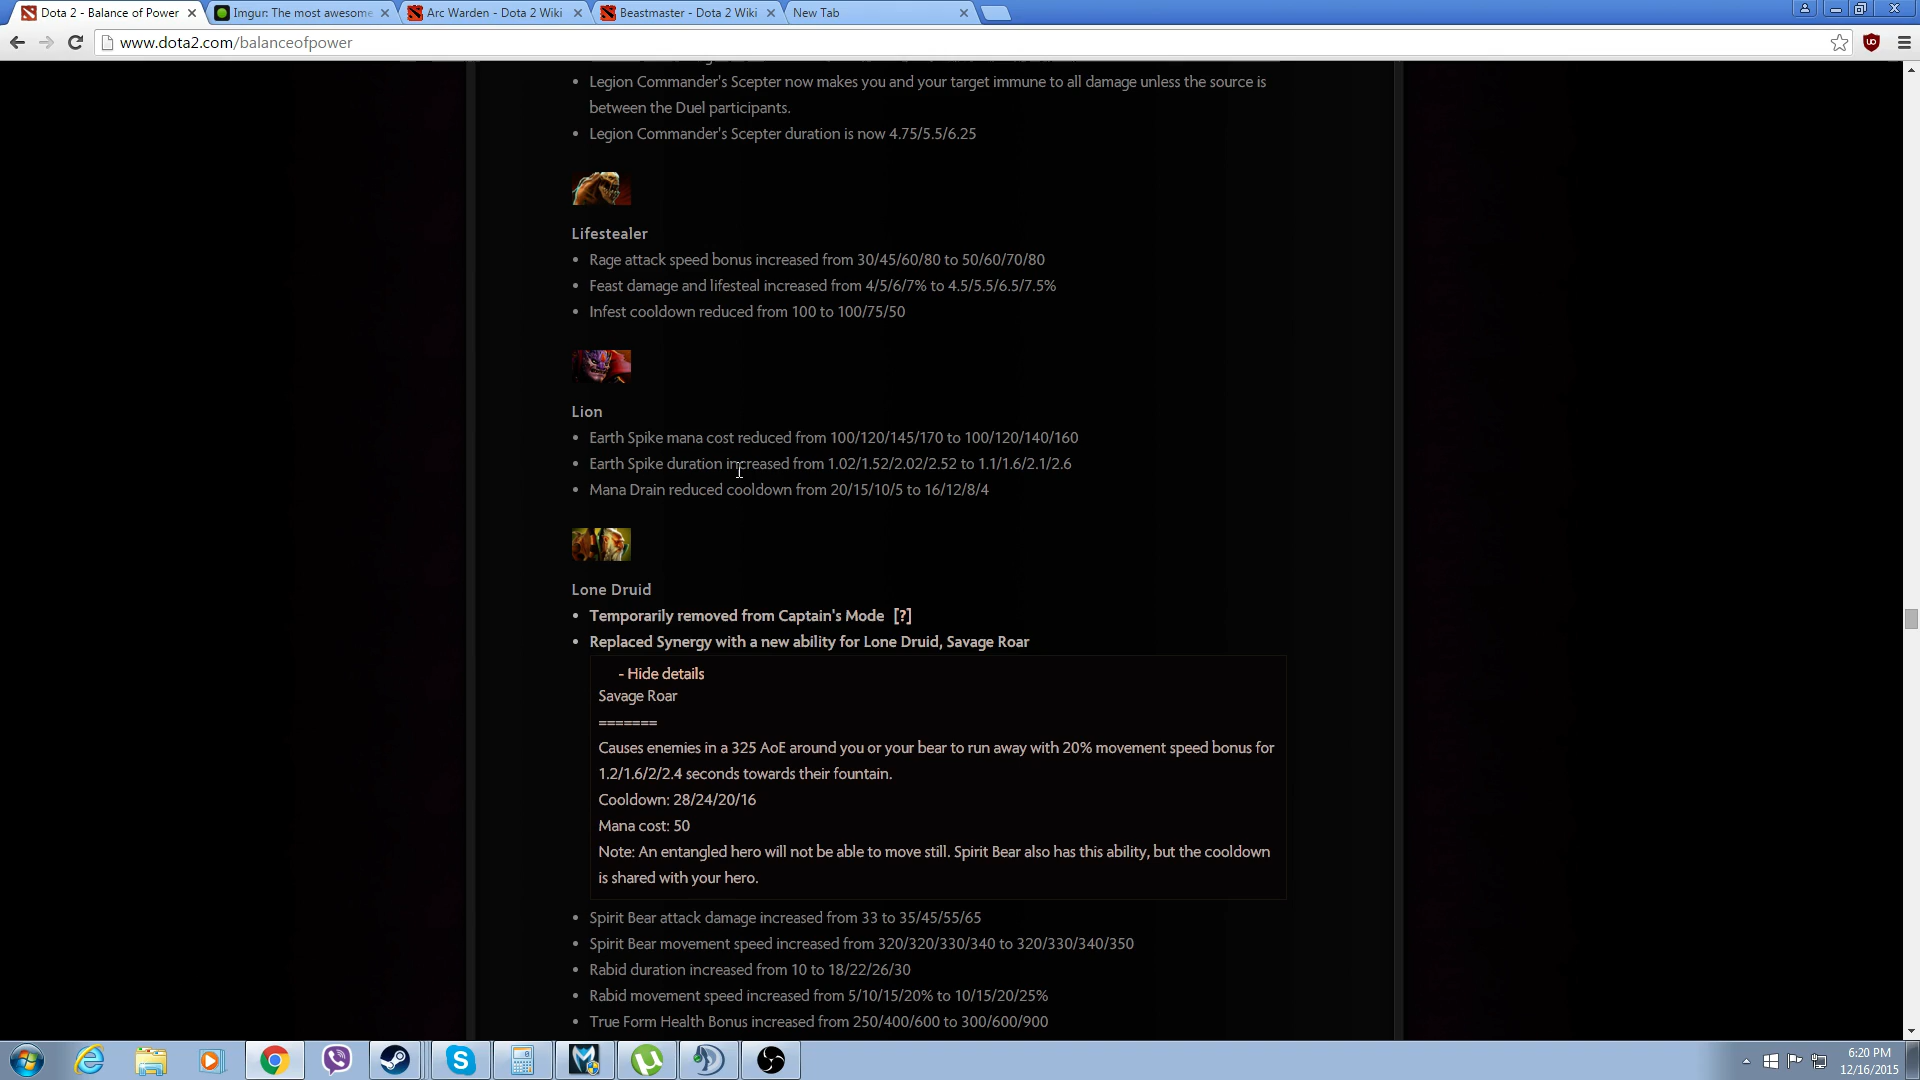 Dota 2 - Balance of Power
Imgur: The most awesome
Arc Warden - Dota 2 Wiki
Beastmaster - Dota 2 Wiki
New Tab
www.dota2.com/balanceofpower
• Legion Commander's Scepter now makes you and your target immune to all damage unless the source is
between the Duel participants.
• Legion Commander's Scepter duration is now 4.75/5.5/6.25
Lifestealer
• Rage attack speed bonus increased from 30/45/60/80 to 50/60/70/80
• Feast damage and lifesteal increased from 4/5/6/7% to 4.5/5.5/6.5/7.5%
• Infest cooldown reduced from 100 to 100/75/50
Lion
• Earth Spike mana cost reduced from 100/120/145/170 to 100/120/140/160
• Earth Spike duration increased from 1.02/1.52/2.02/2.52 to 1.1/1.6/2.1/2.6
• Mana Drain reduced cooldown from 20/15/10/5 to 16/12/8/4
Lone Druid
• Temporarily removed from Captain's Mode [?]
• Replaced Synergy with a new ability for Lone Druid, Savage Roar
- Hide details
Savage Roar
=======
Causes enemies in a 325 AoE around you or your bear to run away with 20% movement speed bonus for
1.2/1.6/2/2.4 seconds towards their fountain.
Cooldown: 28/24/20/16
Mana cost: 50
Note: An entangled hero will not be able to move still. Spirit Bear also has this ability, but the cooldown
is shared with your hero.
• Spirit Bear attack damage increased from 33 to 35/45/55/65
• Spirit Bear movement speed increased from 320/320/330/340 to 320/330/340/350
• Rabid duration increased from 10 to 18/22/26/30
• Rabid movement speed increased from 5/10/15/20% to 10/15/20/25%
• True Form Health Bonus increased from 250/400/600 to 300/600/900
6:20 PM
12/16/2015